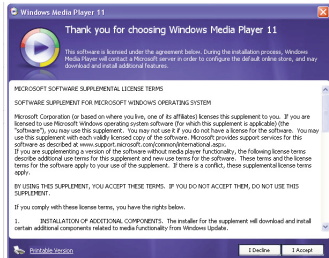 Windows Media Player 11
Thank you for choosing Windows Media Player 11
This software is licensed under the agreement below. During the installation process, Windows
Media Player will contact a Microsoft server in order to configure the default online store, and may
download and install additional features.
MICROSOFT SOFTWARE SUPPLEMENTAL LICENSE TERMS
SOFTWARE SUPPLEMENT FOR MICROSOFT WINDOWS OPERATING SYSTEM
Microsoft Corporation (or based on where you live, one of its affiliates) licenses this supplement to you. If you are
licensed to use Microsoft Windows operating system software (for which this supplement is applicable) (the
"software"), you may use this supplement. You may not use it if you do not have a license for the software. You may
use this supplement with each validly licensed copy of the software. Microsoft provides support services for this
software as described at www.support.microsoft.com/common/international.aspx.
If you are supplementing a version of the software without media player functionality, the following license terms
describe additional use terms for this supplement and new use terms for the software. These terms and the license
terms for the software apply to your use of the supplement. If there is a conflict, these supplemental license terms
apply.
BY USING THIS SUPPLEMENT, YOU ACCEPT THESE TERMS. IF YOU DO NOT ACCEPT THEM, DO NOT USE THIS
SUPPLEMENT.
If you comply with these license terms, you have the rights below.
1. INSTALLATION OF ADDITIONAL COMPONENTS. The installer for the supplement will download and install
certain additional components related to media functionality from Windows Update.
Printable Version
I Decline
I Accept